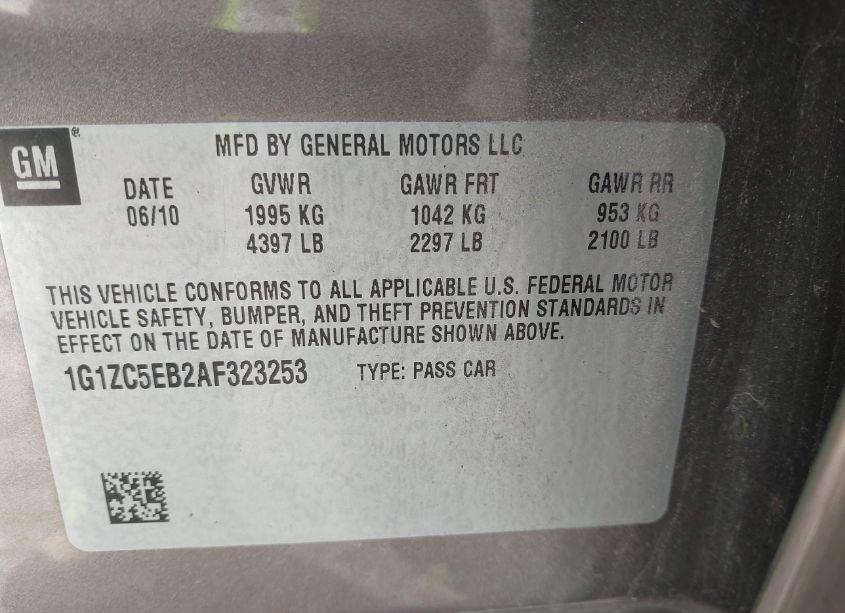 GM®
MFD BY GENERAL MOTORS LLC
DATE GVWR GAWR FRT GAWR RR
06/10 1995 KG 1042 KG 953 KG
4397 LB 2297 LB 2100 LB
THIS VEHICLE CONFORMS TO ALL APPLICABLE U.S. FEDERAL MOTOR
VEHICLE SAFETY, BUMPER, AND THEFT PREVENTION STANDARDS IN
EFFECT ON THE DATE OF MANUFACTURE SHOWN ABOVE.
1G1ZC5EB2AF323253 TYPE: PASS CAR